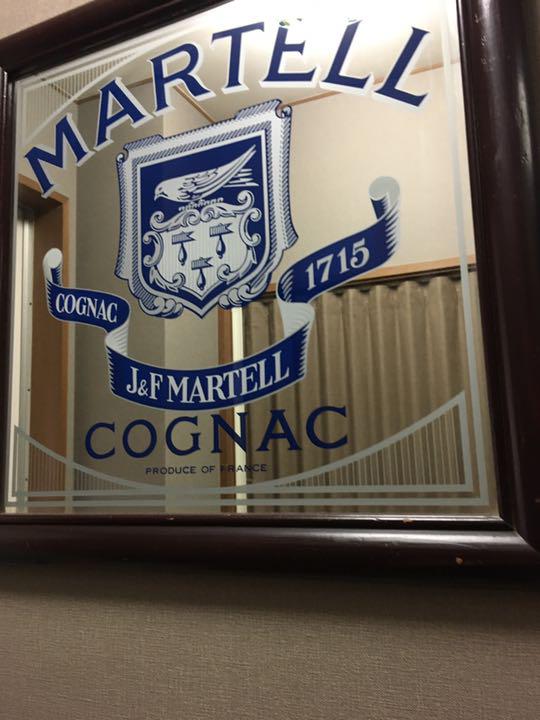 MARTELL
COGNAC
J&F MARTELL
1715
COGNAC
PRODUCE OF FRANCE